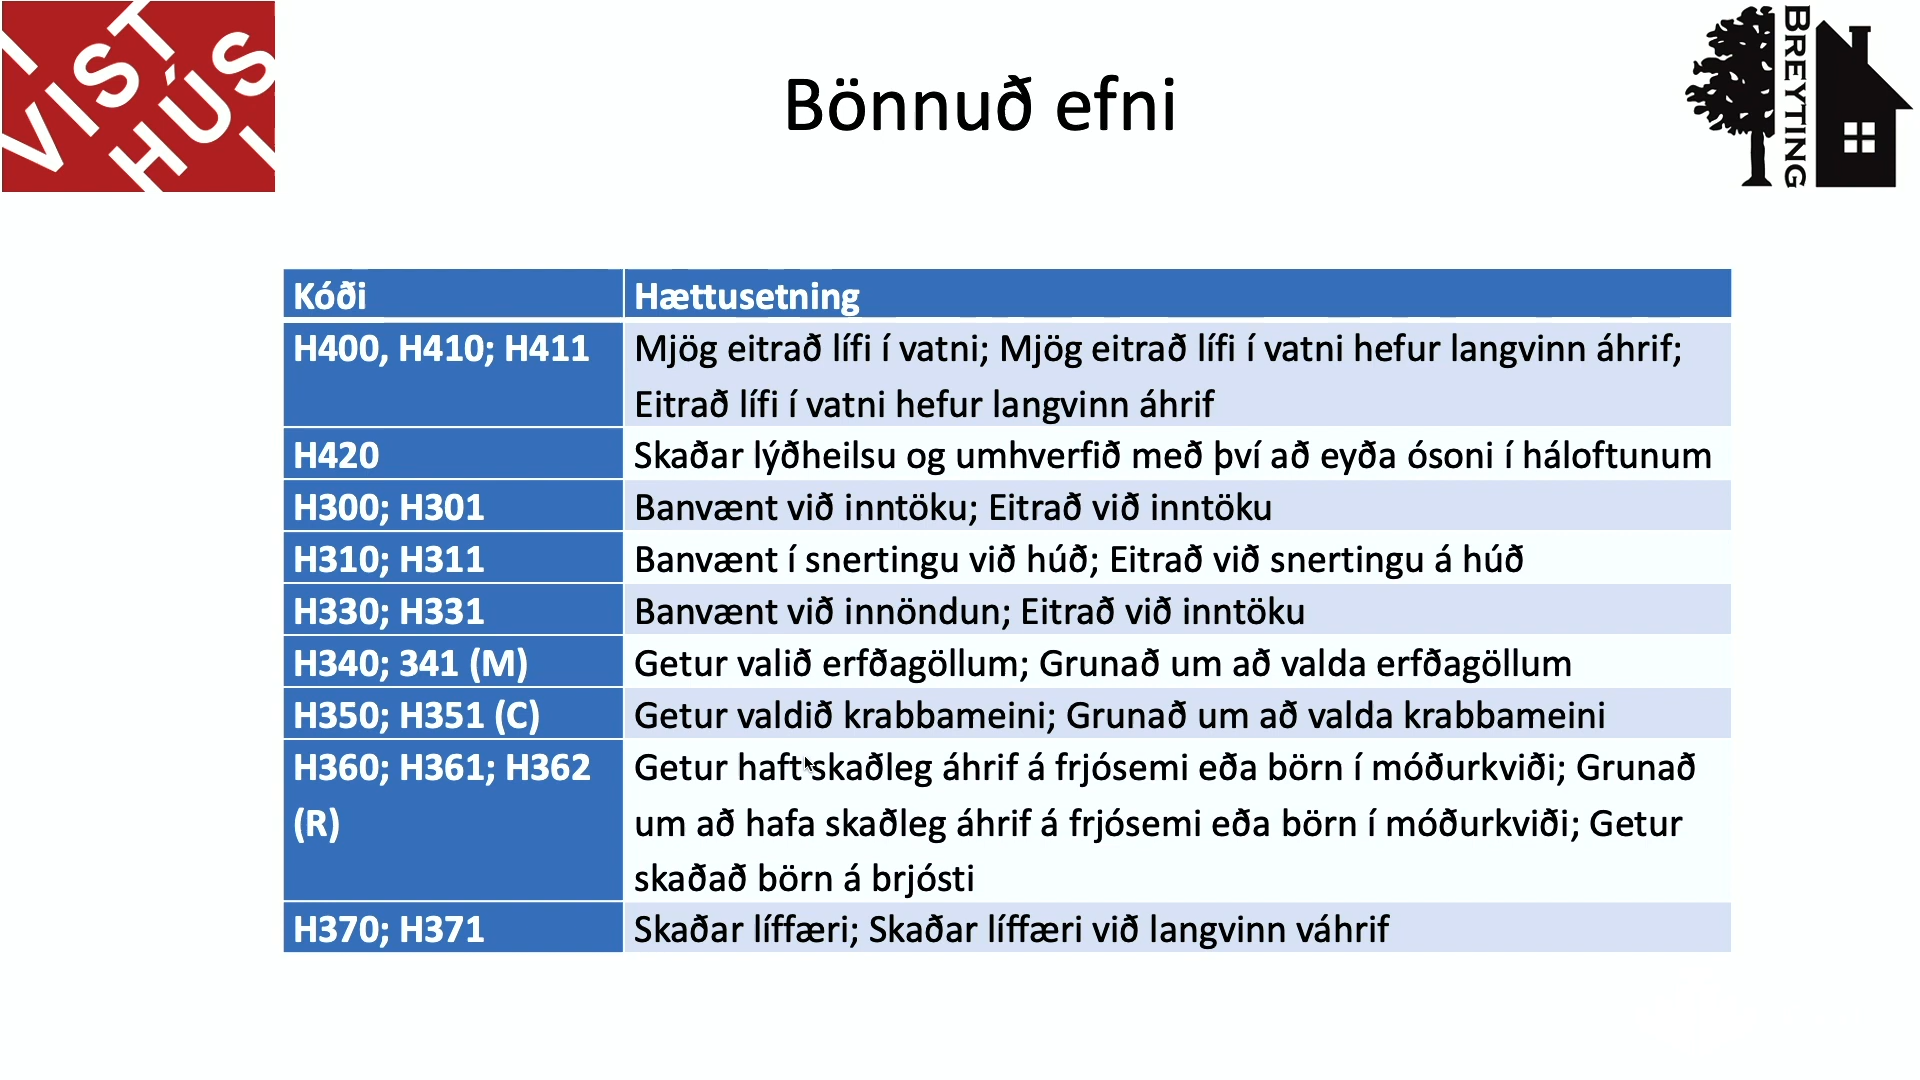 VIST
HÚS
BREYTING
Bönnuð efni
Kóði Hættusetning
H400, H410; H411 Mjög eitrað lífi í vatni; Mjög eitrað lífi í vatni hefur langvinn áhrif;
Eitrað lífi í vatni hefur langvinn áhrif
H420 Skaðar lýðheilsu og umhverfið með því að eyða ósoni í háloftunum
H300; H301 Banvænt við inntöku; Eitrað við inntöku
H310; H311 Banvænt í snertingu við húð; Eitrað við snertingu á húð
H330; H331 Banvænt við innöndun; Eitrað við inntöku
H340; 341 (M) Getur valið erfðagöllum; Grunað um að valda erfðagöllum
H350; H351 (C) Getur valdið krabbameini; Grunað um að valda krabbameini
H360; H361; H362 Getur haft skaðleg áhrif á frjósemi eða börn í móðurkviði; Grunað
(R) um að hafa skaðleg áhrif á frjósemi eða börn í móðurkviði; Getur
skaðað börn á brjósti
H370; H371 Skaðar líffæri; Skaðar líffæri við langvinn váhrif